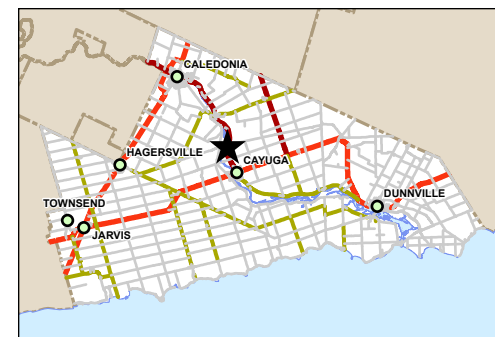 CALEDONIA
HAGERSVILLE
CAYUGA
TOWNSEND
DUNNVILLE
JARVIS